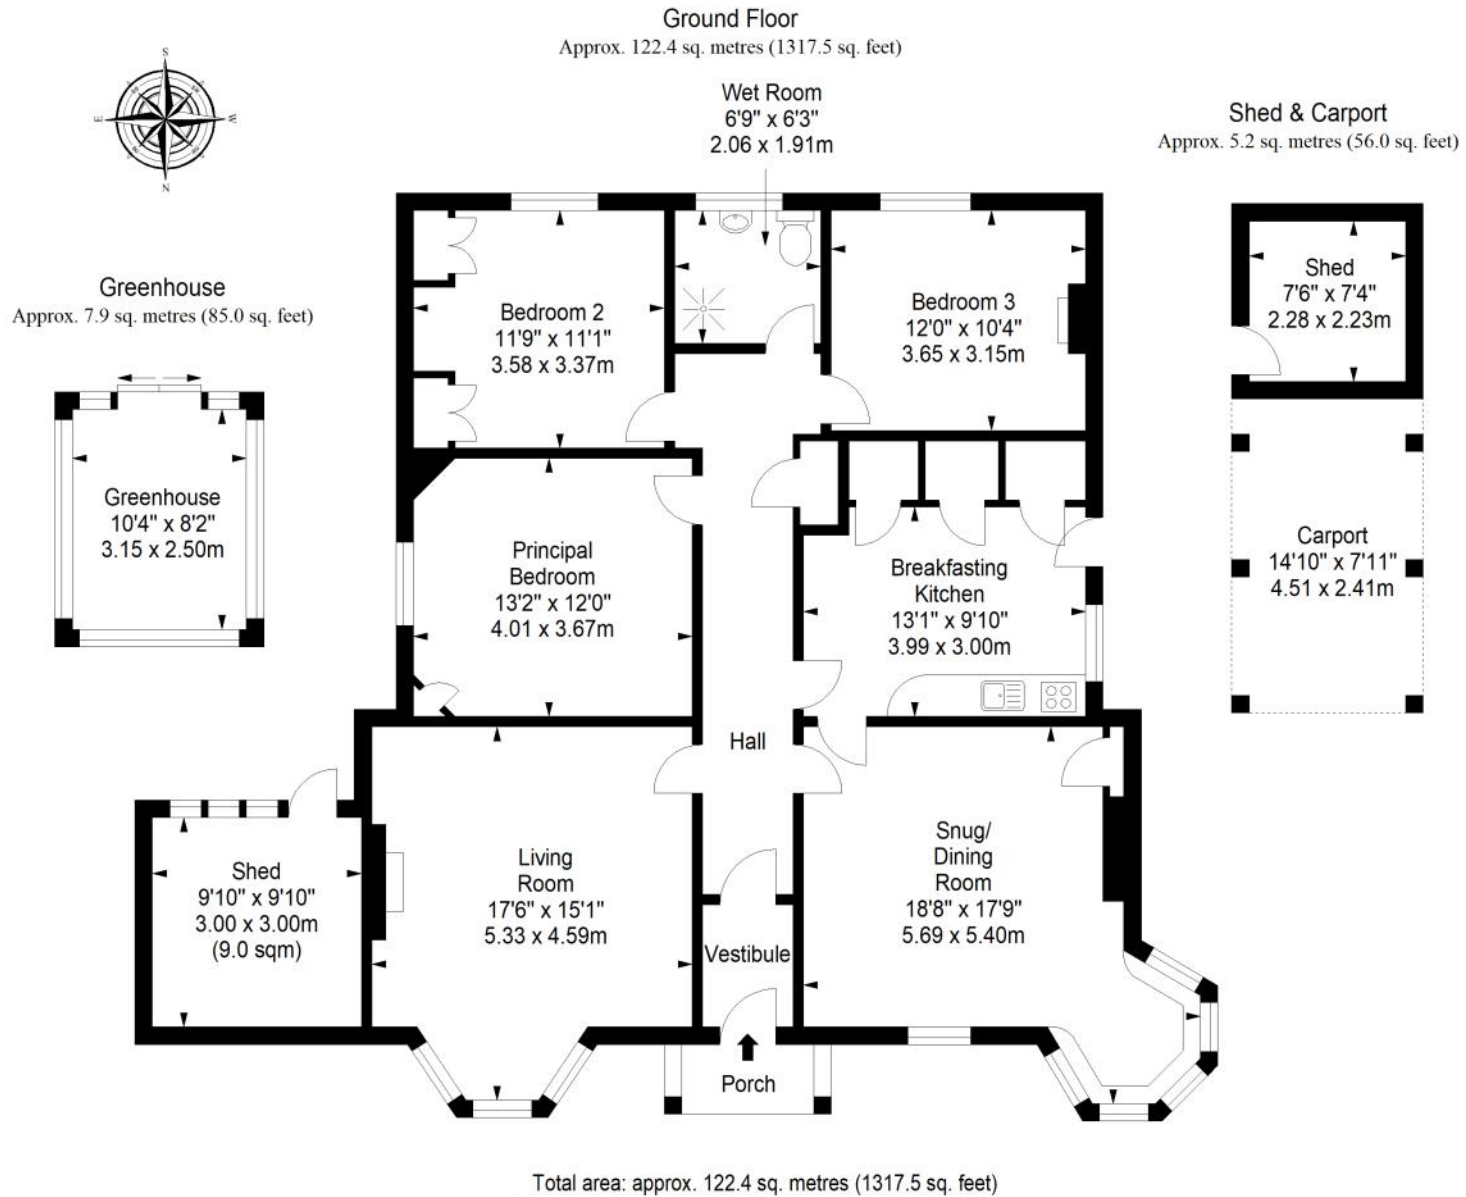 Ground Floor
Approx. 122.4 sq. metres (1317.5 sq. feet)
S
E
W
N
Wet Room
6'9" x 6'3"
2.06 x 1.91m
Shed & Carport
Approx. 5.2 sq. metres (56.0 sq. feet)
Greenhouse
Approx. 7.9 sq. metres (85.0 sq. feet)
Bedroom 2
11'9" x 11'1"
3.58 x 3.37m
Bedroom 3
12'0" x 10'4"
3.65 x 3.15m
Shed
7'6" x 7'4"
2.28 x 2.23m
Greenhouse
10'4" x 8'2"
3.15 x 2.50m
Principal
Bedroom
13'2" x 12'0"
4.01 x 3.67m
Breakfasting
Kitchen
13'1" x 9'10"
3.99 x 3.00m
Carport
14'10" x 7'11"
4.51 x 2.41m
Hall
Shed
9'10" x 9'10"
3.00 x 3.00m
(9.0 sqm)
Living
Room
17'6" x 15'1"
5.33 x 4.59m
Snug/
Dining
Room
18'8" x 17'9"
5.69 x 5.40m
Vestibule
Porch
Total area: approx. 122.4 sq. metres (1317.5 sq. feet)